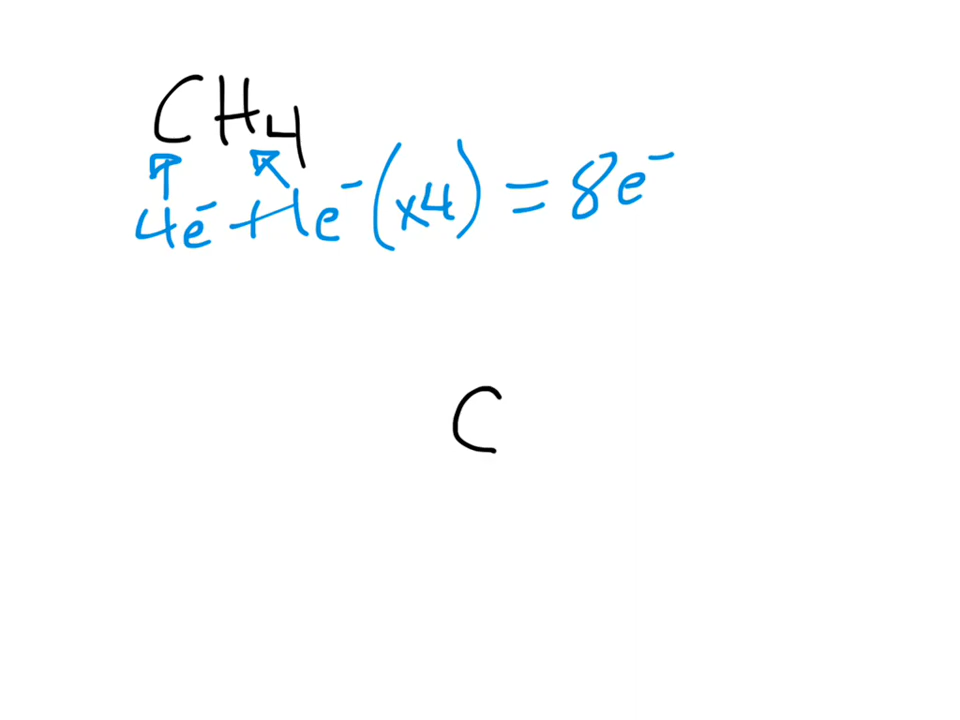 CH4
4e⁻ + 1e⁻ (x4) = 8e⁻
C